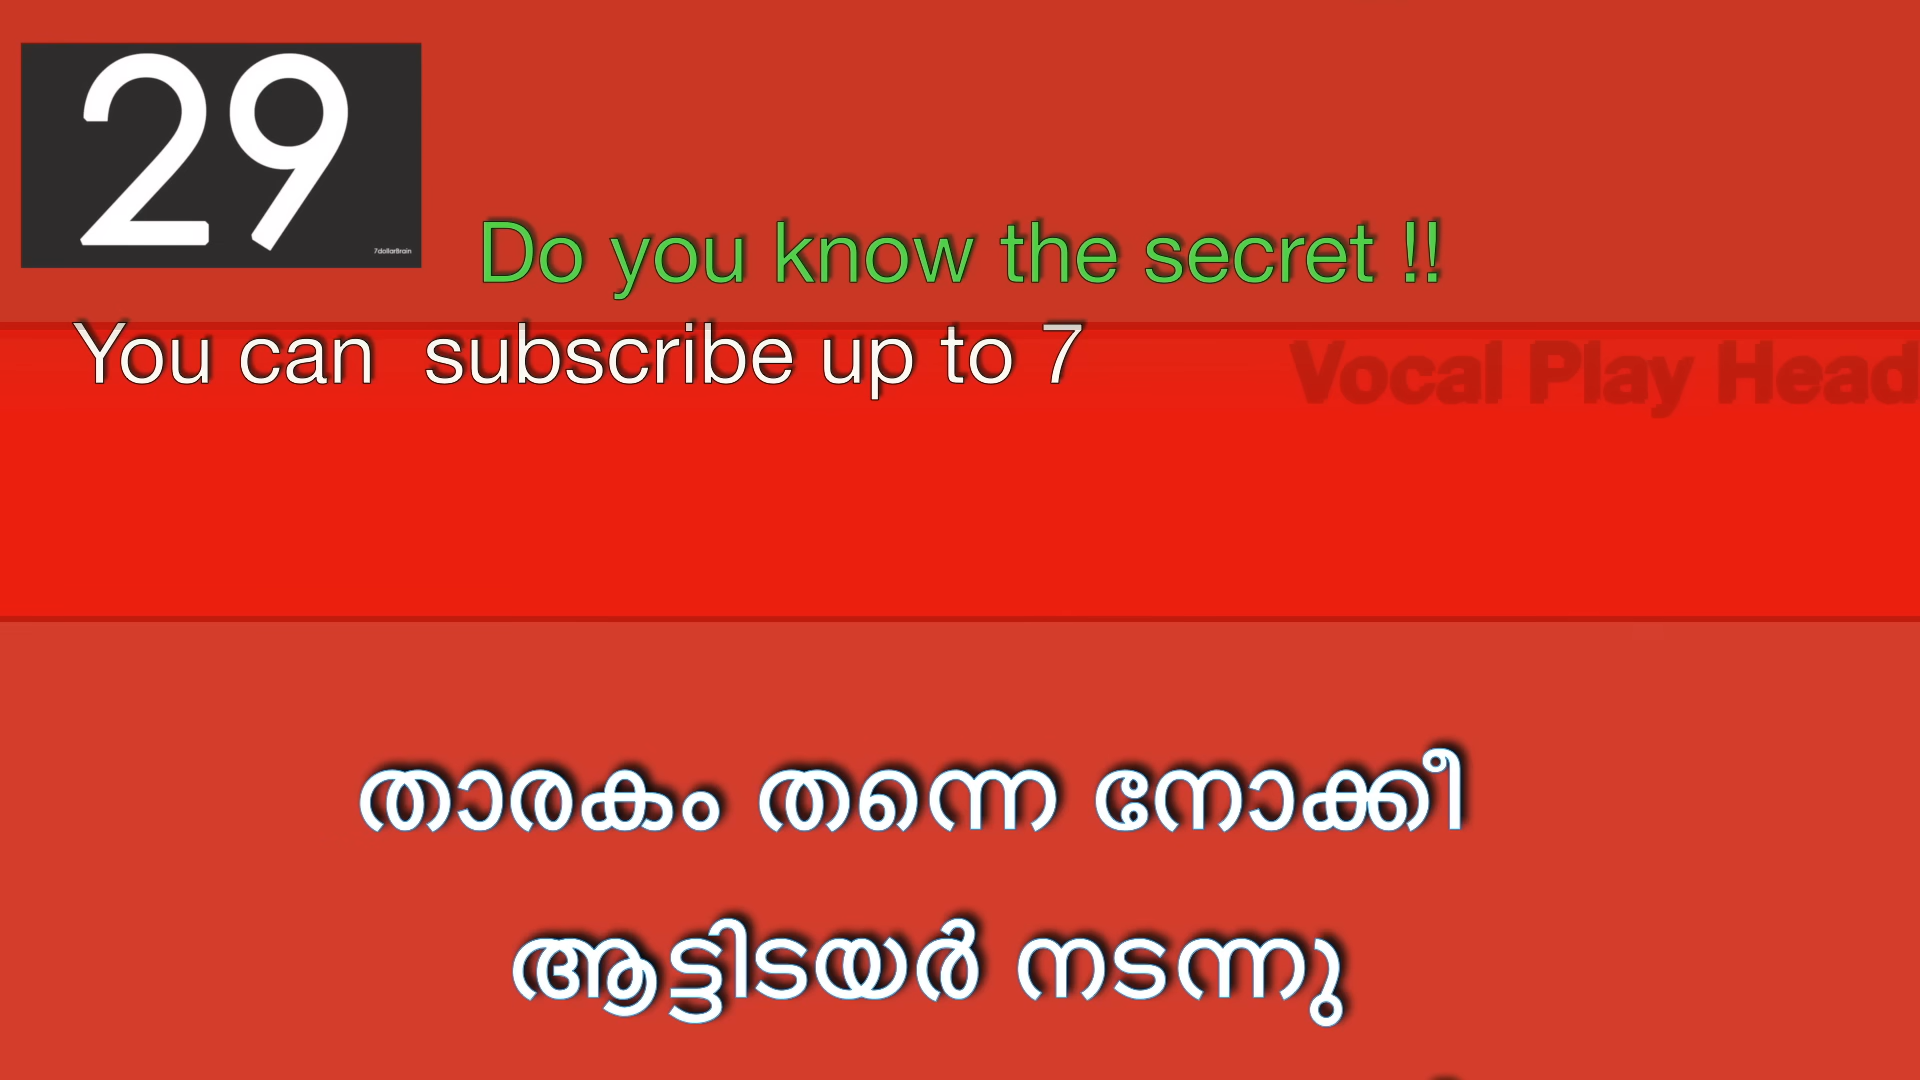 29
7dollarBrain
Do you know the secret !!
You can subscribe up to 7
Vocal Play Head
താരകം തന്നെ നോക്കീ
ആട്ടിടയർ നടന്നു